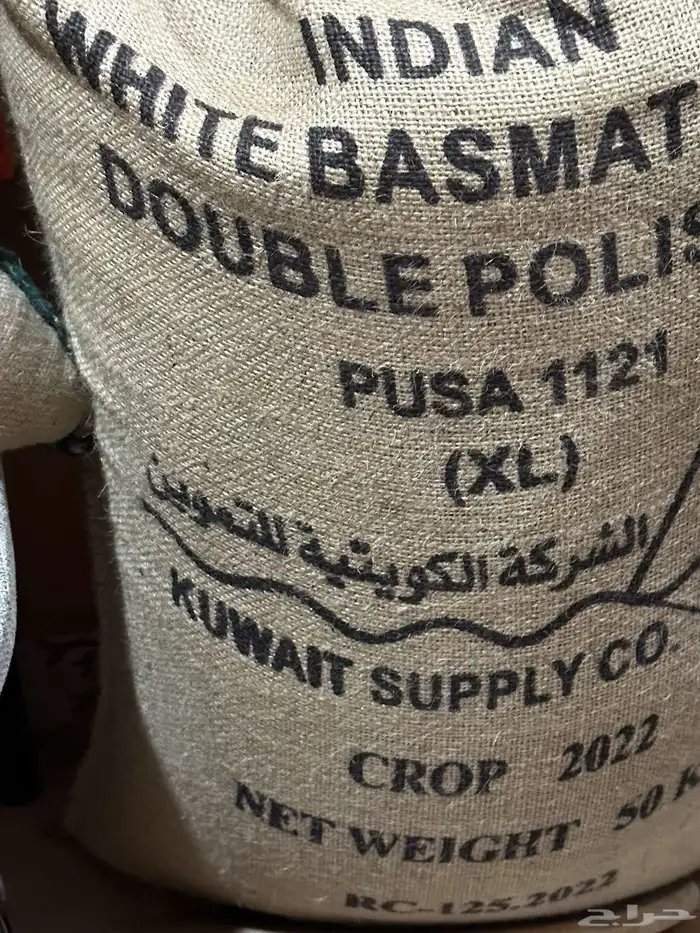 INDIAN
WHITE BASMAT
DOUBLE POLIS
PUSA 1121
(XL)
الشركة الكويتية للتموين
KUWAIT SUPPLY CO.
CROP 2022
NET WEIGHT 50 K
RC-125.2022
حراج